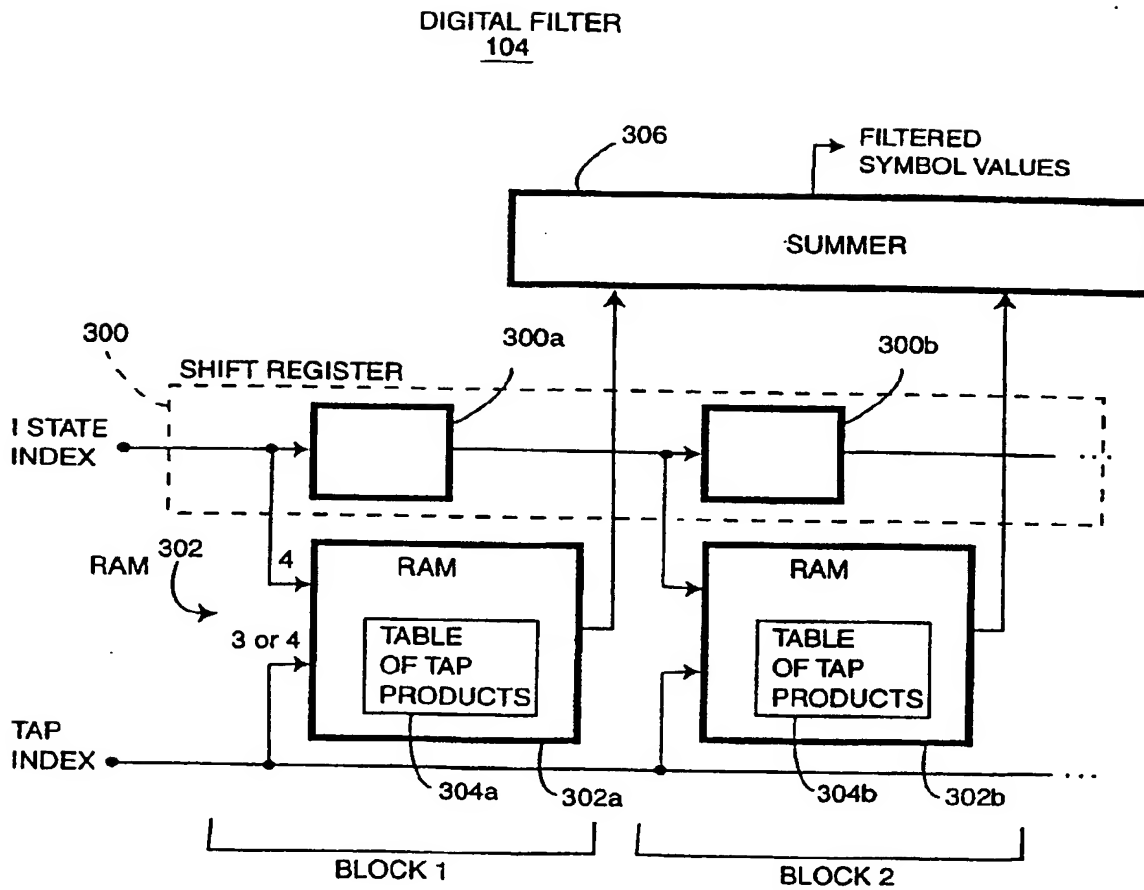 DIGITAL FILTER
104
306
FILTERED
SYMBOL VALUES
SUMMER
300
300a
300b
SHIFT REGISTER
I STATE
INDEX
...
RAM 302
4
RAM
RAM
3 or 4
TABLE
OF TAP
PRODUCTS
TABLE
OF TAP
PRODUCTS
TAP
INDEX
...
304a
302a
304b
302b
BLOCK 1
BLOCK 2